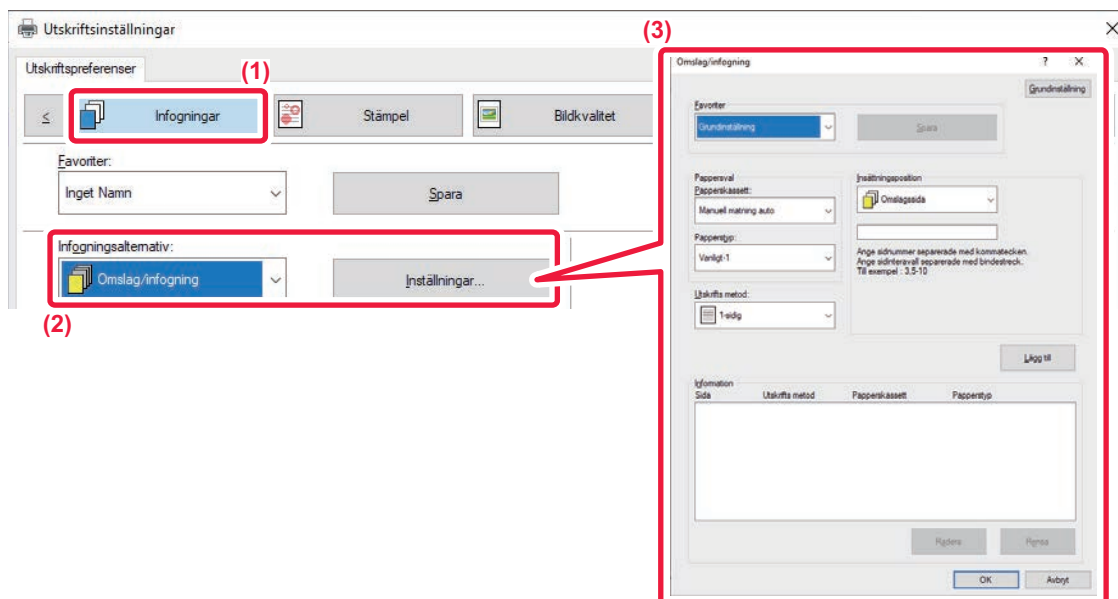 Utskriftsinställningar
Utskriftspreferenser
(1)
< Infogningar Stämpel Bildkvalitet
Favoriter:
Inget Namn Spara
Infogningsalternativ:
Omslag/infogning Inställningar...
(2)
(3)
Omslag/infogning ? X
Grundinställning
Favoriter
Grundinställning Spara
Pappersval
Papperskassett:
Manuell matning auto
Papperstyp:
Vanligt-1
Utskrifts metod:
1-sidig
Insättningsposition
Omslagssida
Ange sidnummer separerade med kommatecken.
Ange sidintervall separerade med bindestreck.
Till exempel : 3,5-10
Lägg till
Information
Sida Utskrifts metod Papperskassett Papperstyp
Radera Rensa
OK Avbryt